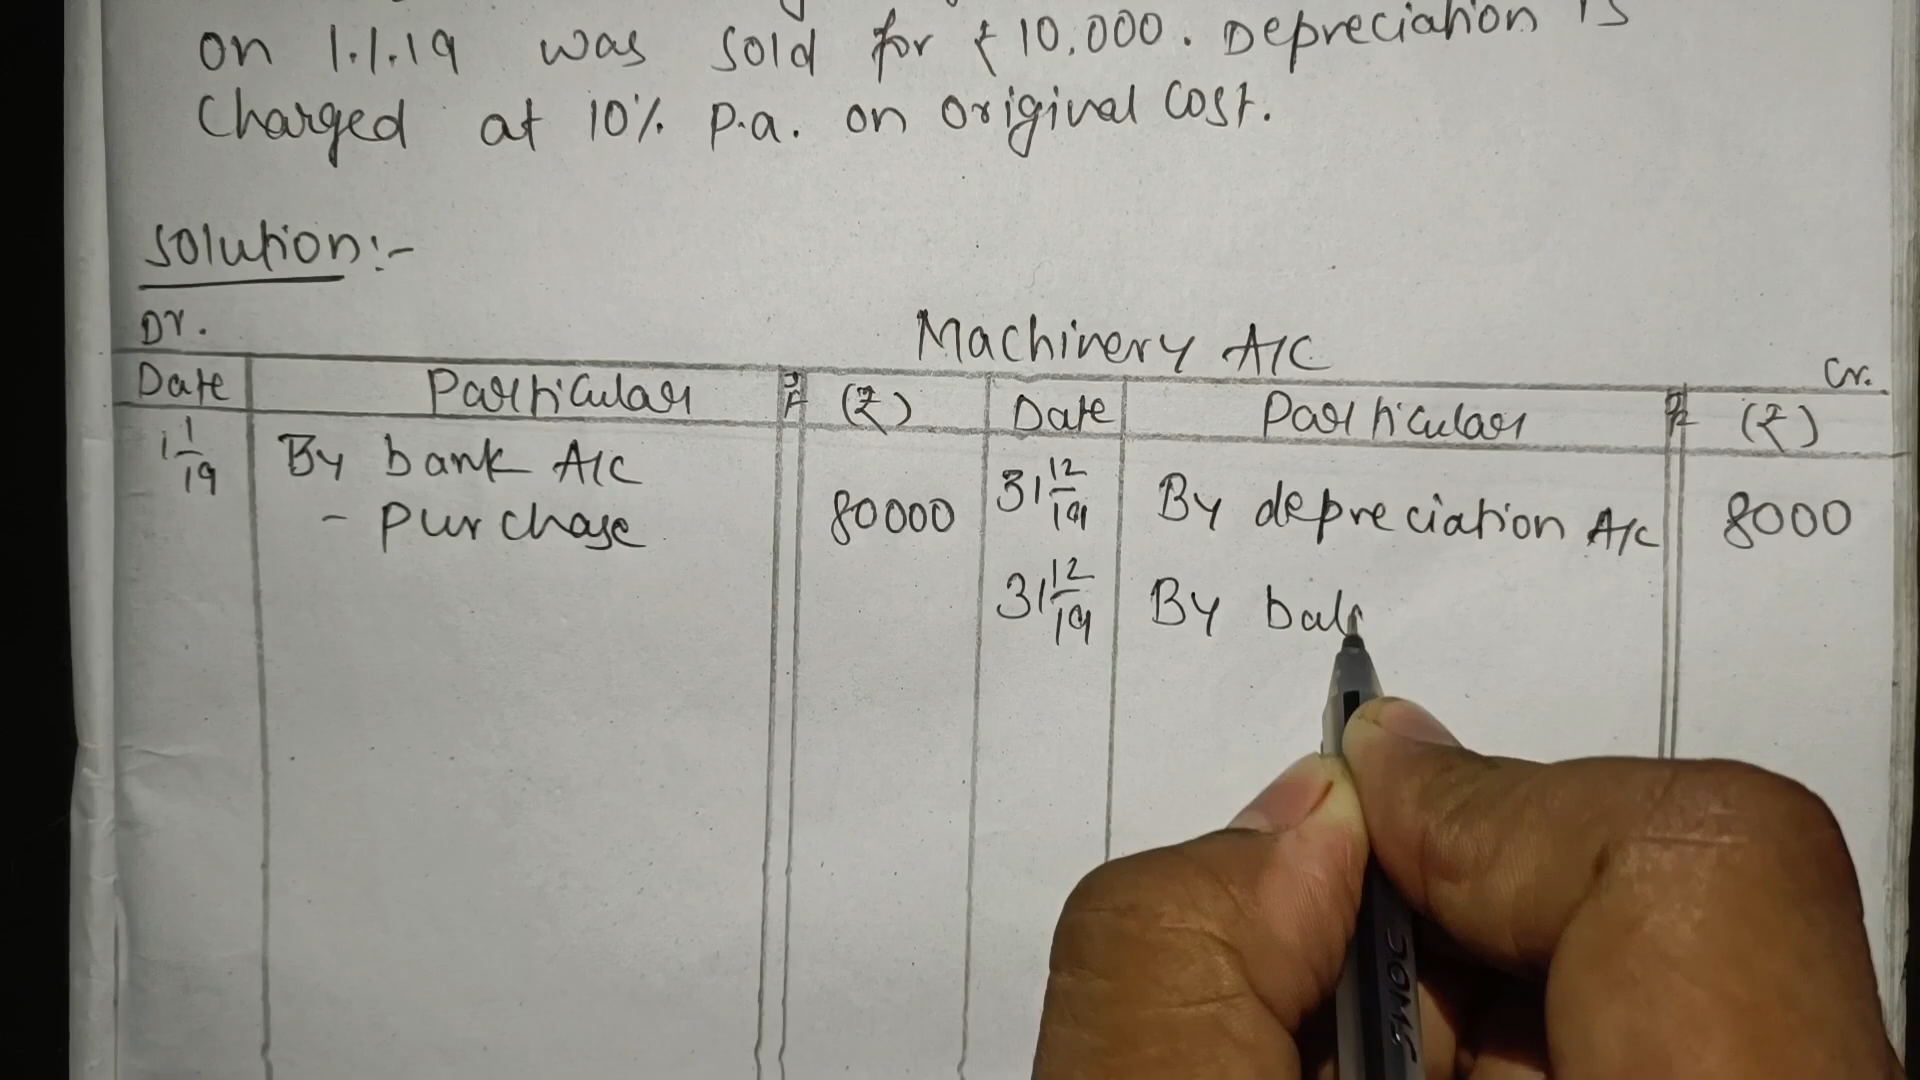 on 1.1.19 was sold for ₹ 10,000. Depreciation is
Charged at 10% P.a. on original cost.
Solution:-
Dr.
Machinery A/C
Cr.
Date Particular J.F (₹) Date Particular (₹)
1 1/19 By bank A/C
- purchase 80000
31 12/19 By depreciation A/c 8000
31 12/19 By bal